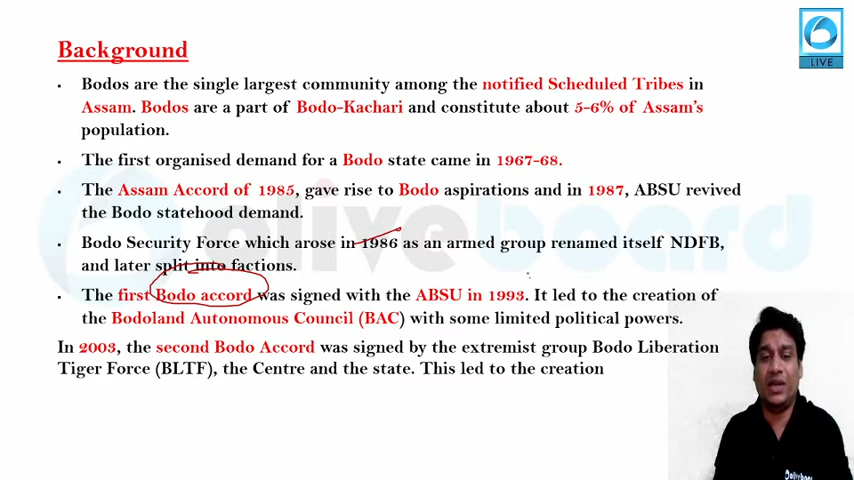 Background
• Bodos are the single largest community among the notified Scheduled Tribes in
Assam. Bodos are a part of Bodo-Kachari and constitute about 5-6% of Assam's
population.
• The first organised demand for a Bodo state came in 1967-68.
• The Assam Accord of 1985, gave rise to Bodo aspirations and in 1987, ABSU revived
the Bodo statehood demand.
• Bodo Security Force which arose in 1986 as an armed group renamed itself NDFB,
and later split into factions.
• The first Bodo accord was signed with the ABSU in 1993. It led to the creation of
the Bodoland Autonomous Council (BAC) with some limited political powers.
In 2003, the second Bodo Accord was signed by the extremist group Bodo Liberation
Tiger Force (BLTF), the Centre and the state. This led to the creation
LIVE
oliveboard
oliveboard